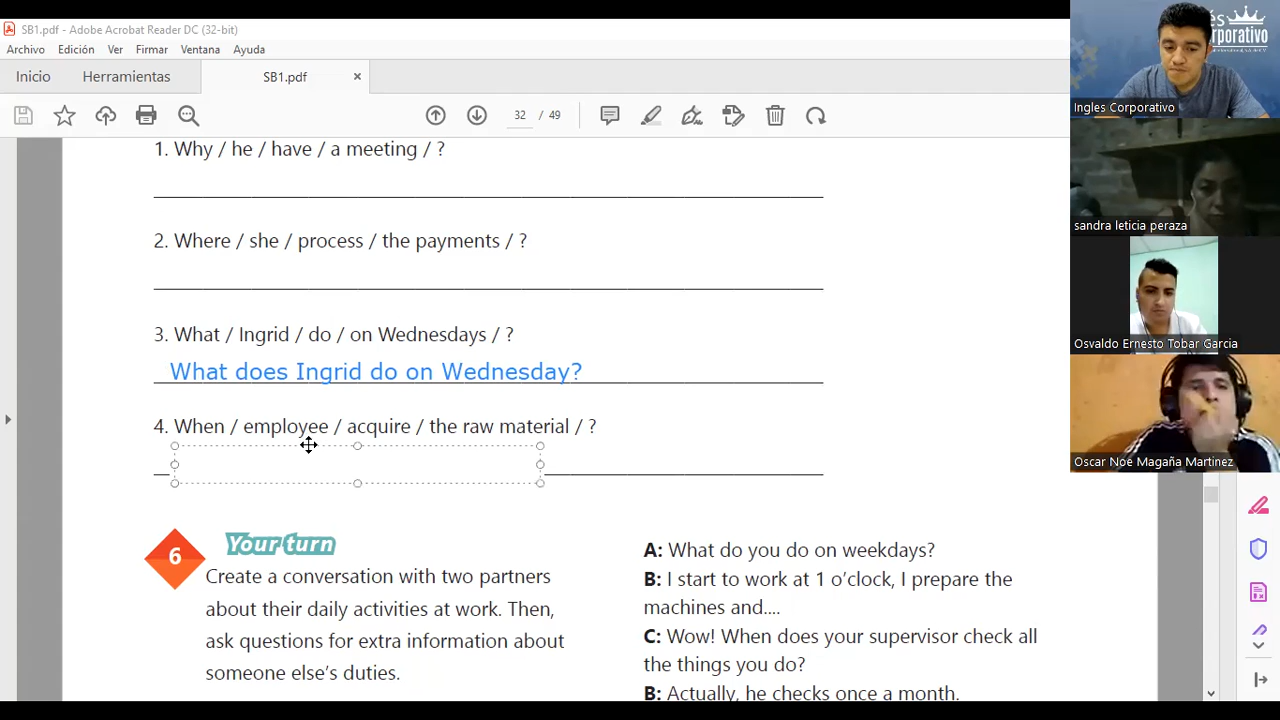 SB1.pdf - Adobe Acrobat Reader DC (32-bit)
Archivo Edición Ver Firmar Ventana Ayuda
Inicio Herramientas SB1.pdf ×
32 / 49
1. Why / he / have / a meeting / ?
2. Where / she / process / the payments / ?
3. What / Ingrid / do / on Wednesdays / ?
What does Ingrid do on Wednesday?
4. When / employee / acquire / the raw material / ?
6 Your turn
Create a conversation with two partners
about their daily activities at work. Then,
ask questions for extra information about
someone else's duties.
A: What do you do on weekdays?
B: I start to work at 1 o'clock, I prepare the
machines and....
C: Wow! When does your supervisor check all
the things you do?
B: Actually, he checks once a month.
Ingles Corporativo
sandra leticia peraza
Osvaldo Ernesto Tobar Garcia
Oscar Noe Magaña Martinez